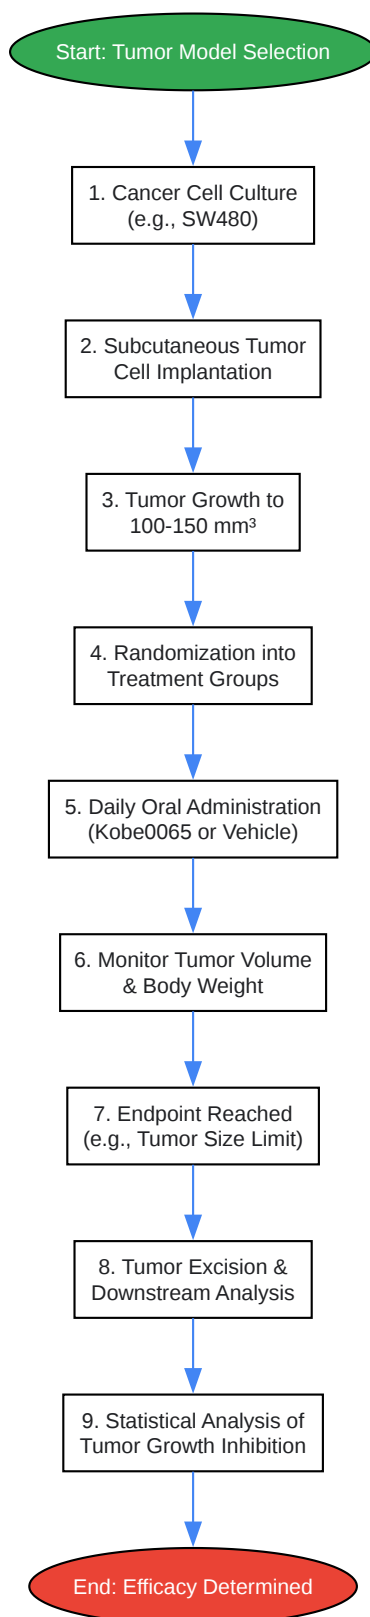 Start: Tumor Model Selection
1. Cancer Cell Culture
(e.g., SW480)
2. Subcutaneous Tumor
Cell Implantation
3. Tumor Growth to
100-150 mm³
4. Randomization into
Treatment Groups
5. Daily Oral Administration
(Kobe0065 or Vehicle)
6. Monitor Tumor Volume
& Body Weight
7. Endpoint Reached
(e.g., Tumor Size Limit)
8. Tumor Excision &
Downstream Analysis
9. Statistical Analysis of
Tumor Growth Inhibition
End: Efficacy Determined